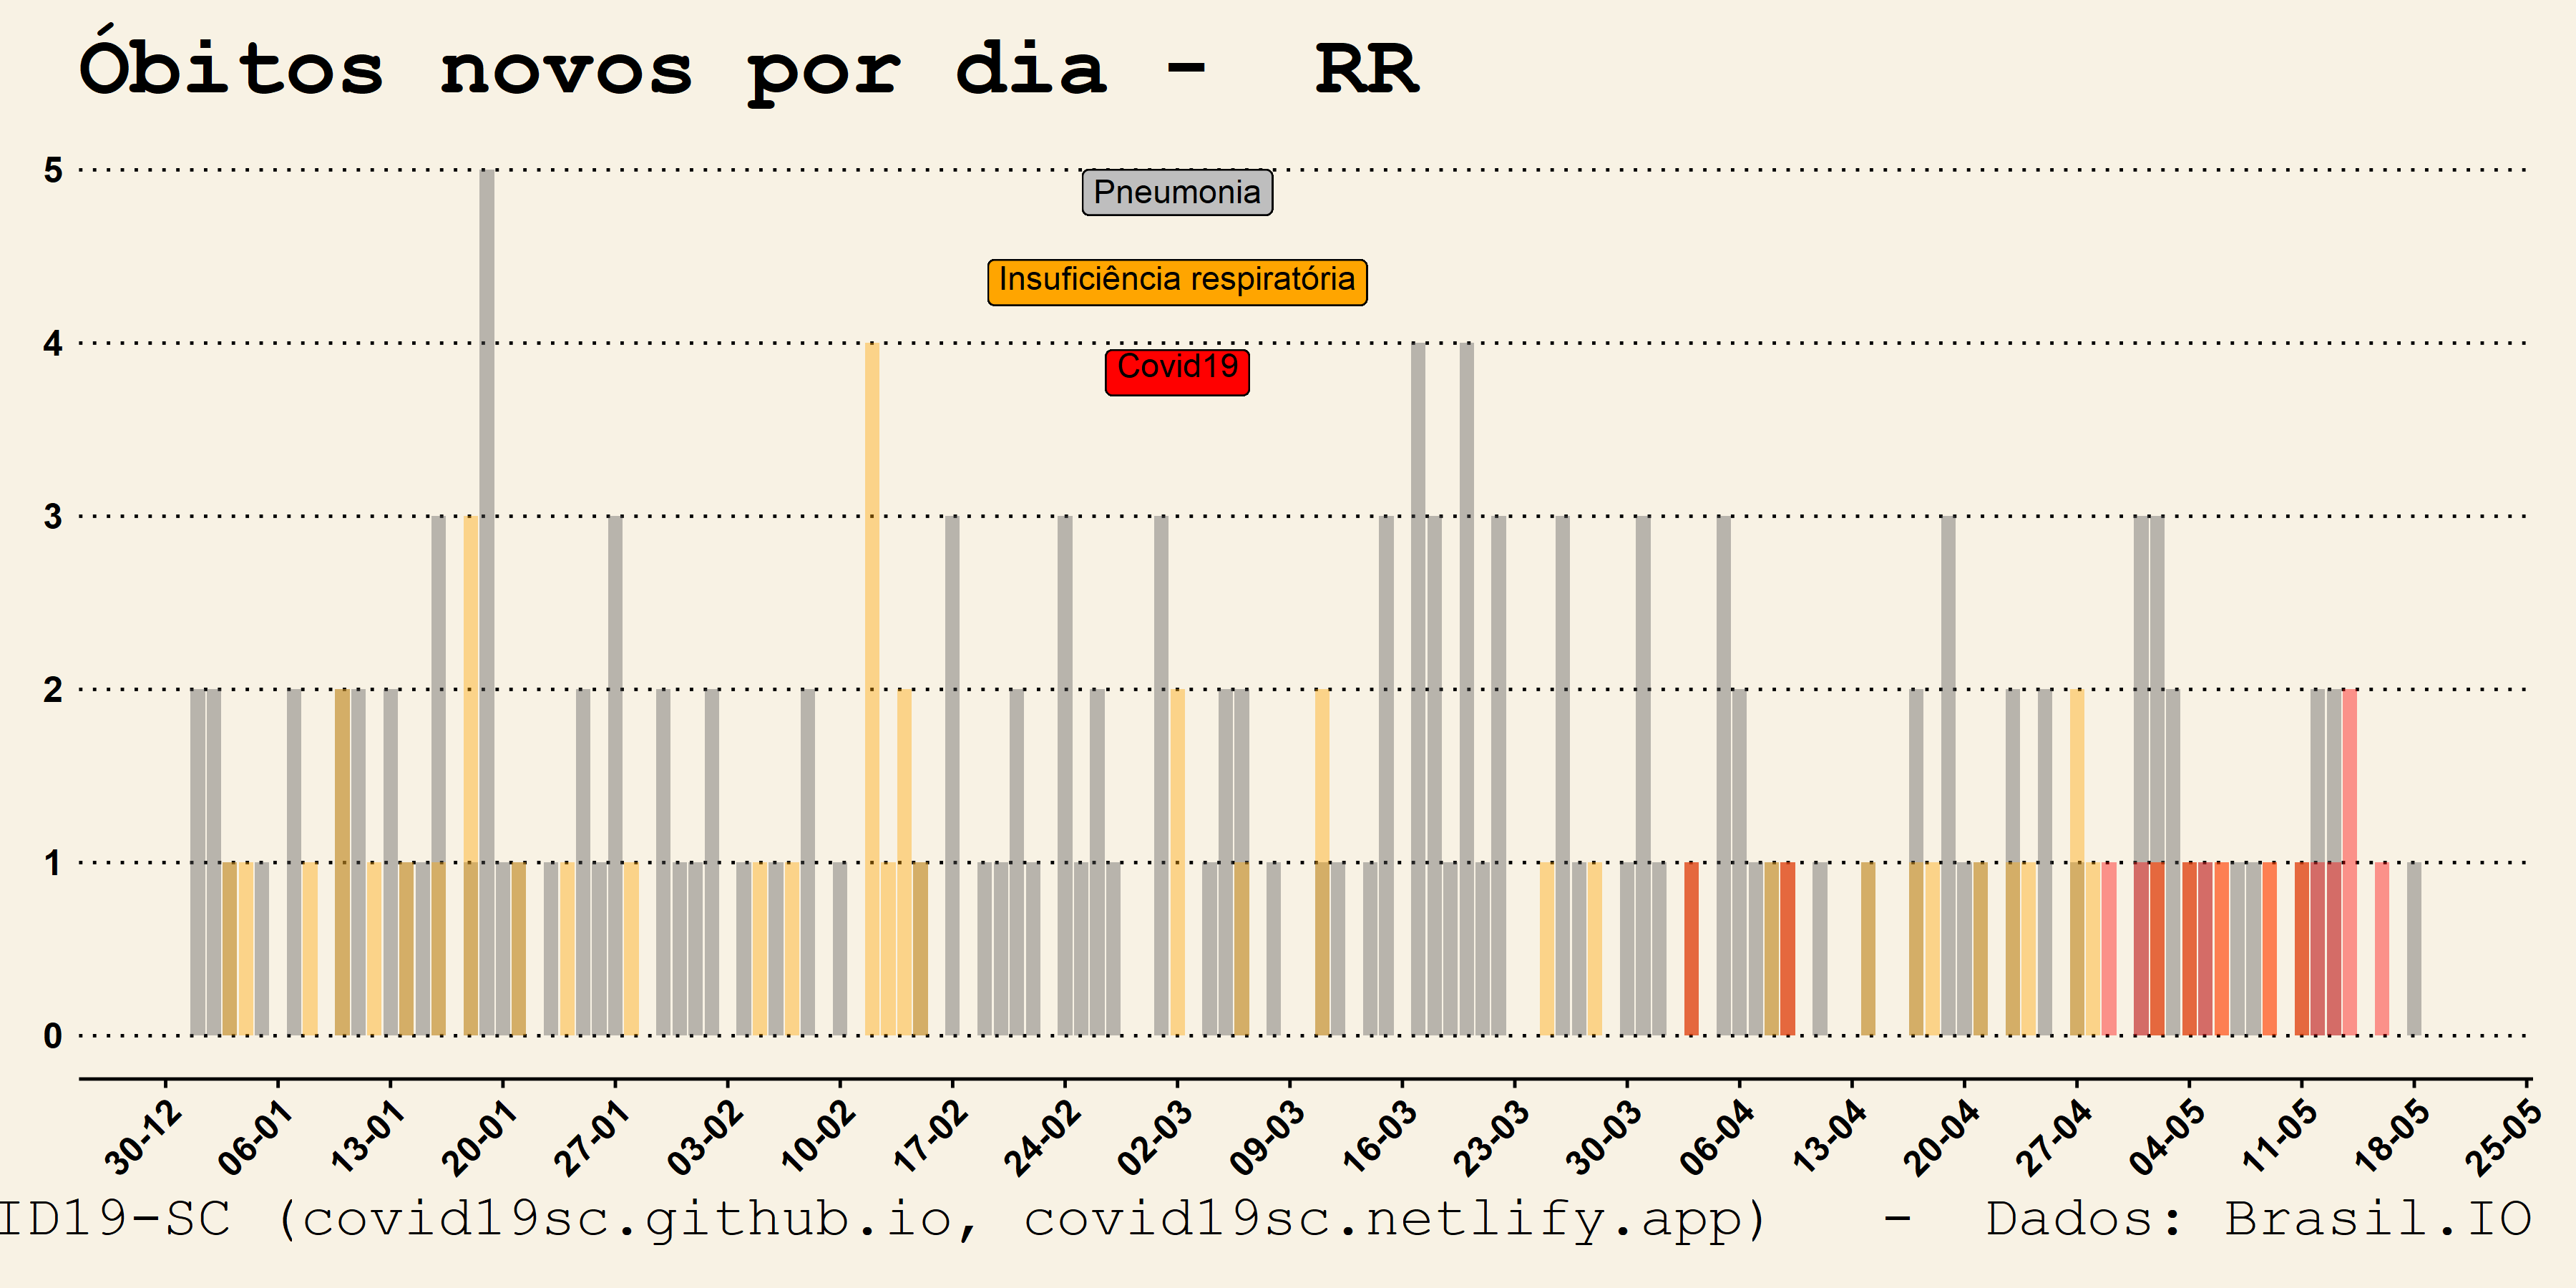 Óbitos novos por dia - RR
5
Pneumonia
Insuficiência respiratória
4
Covid19
3
2
1
0
30-12 06-01 13-01 20-01 27-01 03-02 10-02 17-02 24-02 02-03 09-03 16-03 23-03 30-03 06-04 13-04 20-04 27-04 04-05 11-05 18-05 25-05
ID19-SC (covid19sc.github.io, covid19sc.netlify.app) - Dados: Brasil.IO